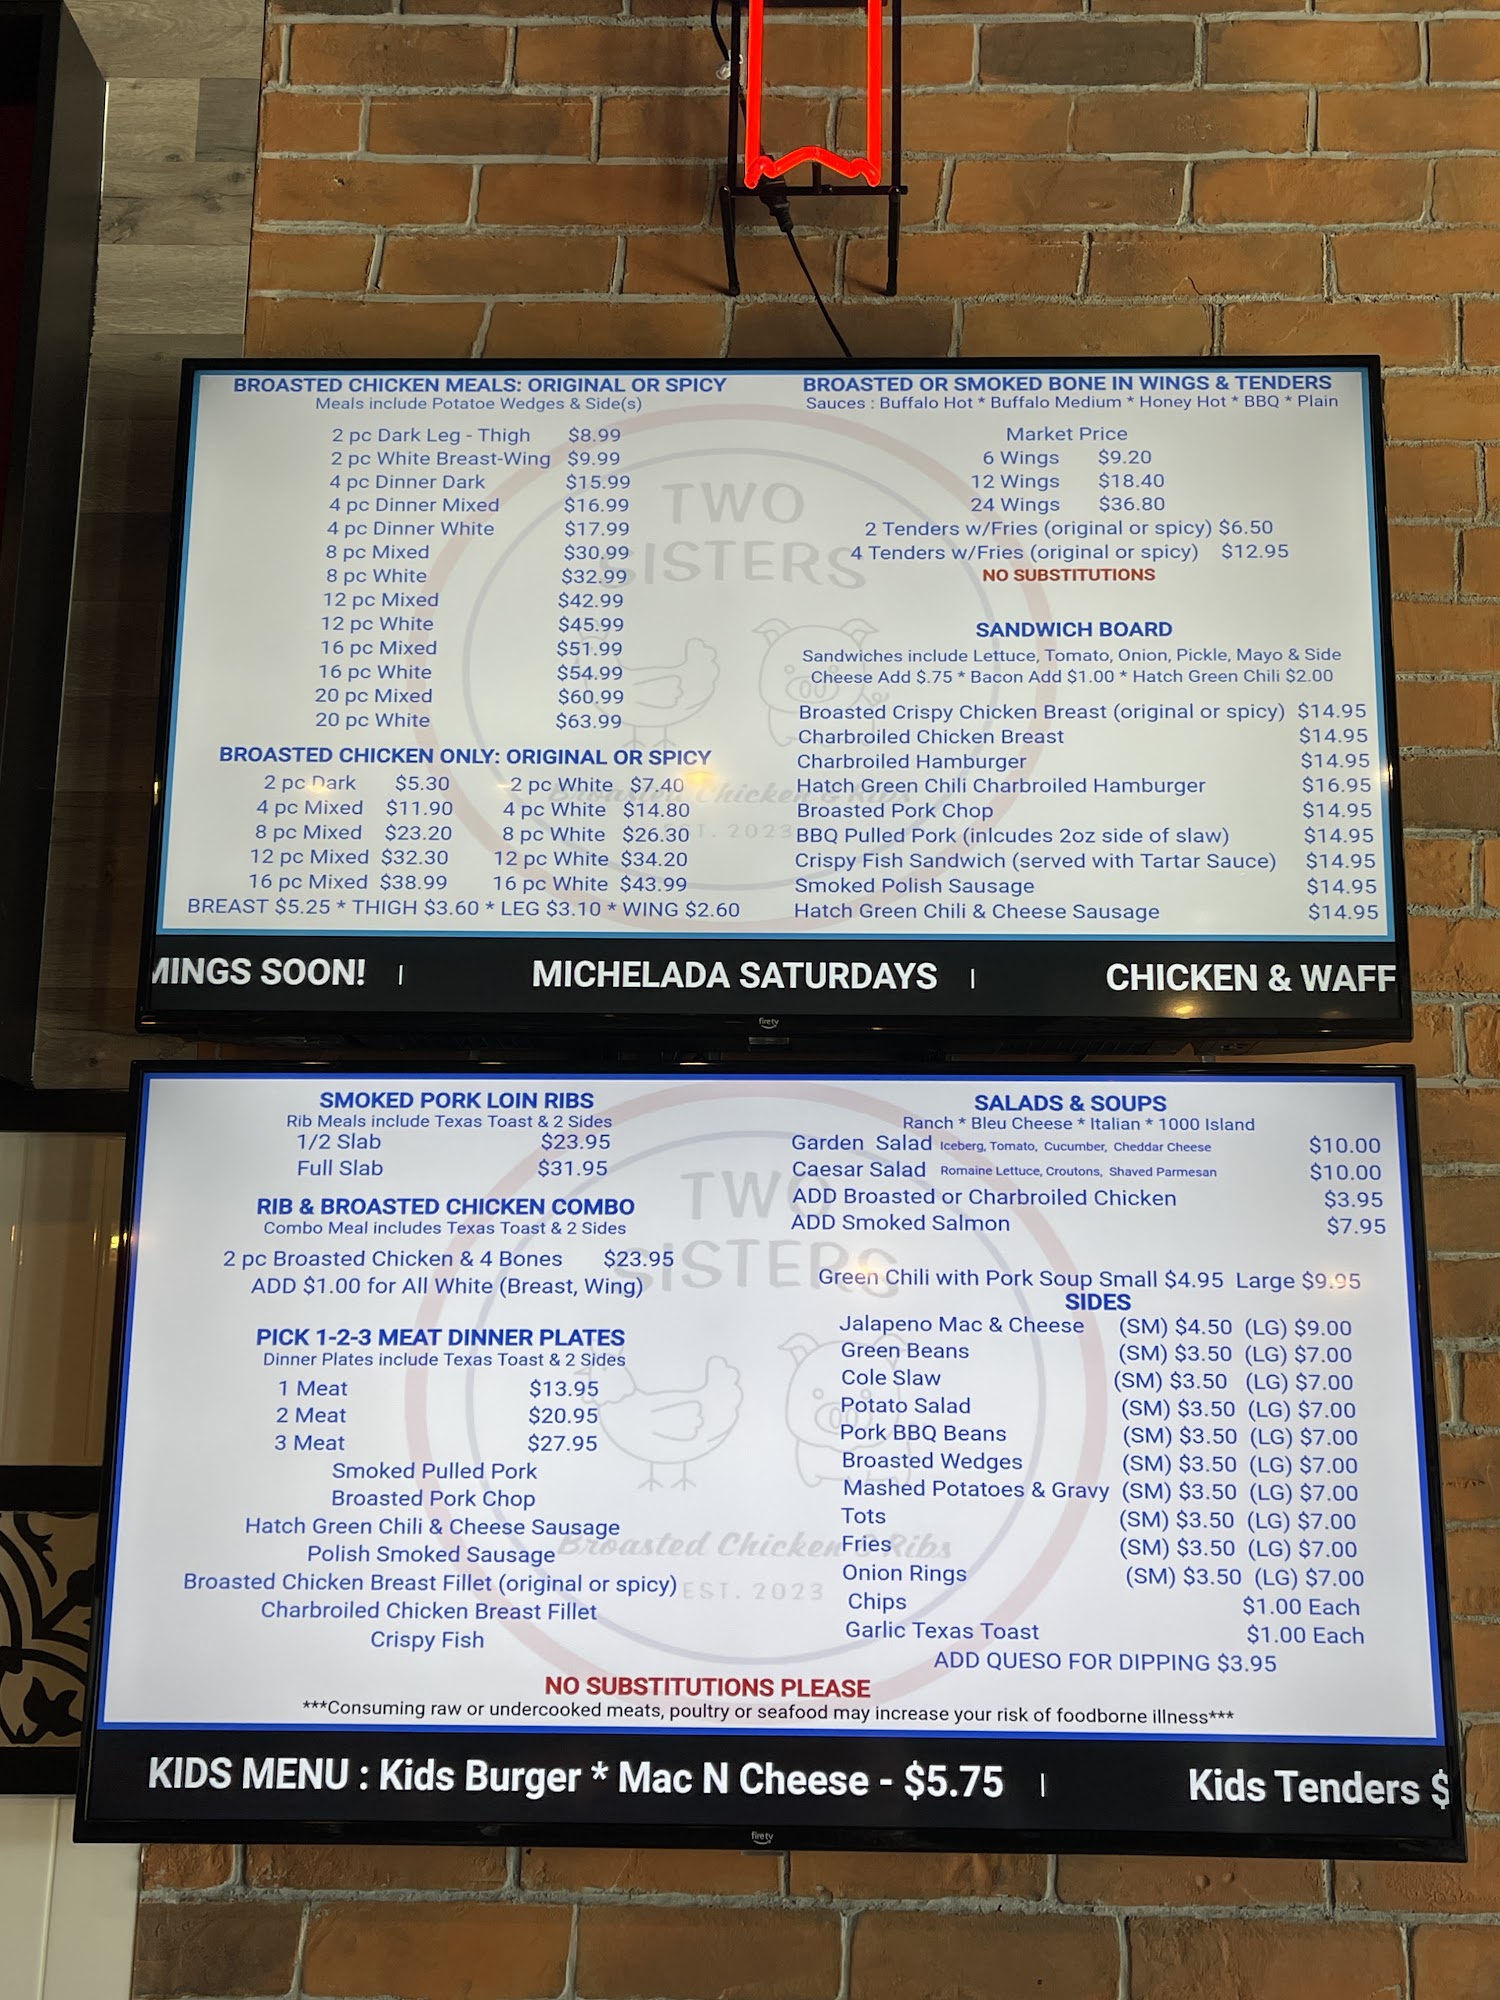 BROASTED CHICKEN MEALS: ORIGINAL OR SPICY
Meals include Potatoe Wedges & Side(s)
2 pc Dark Leg - Thigh $8.99
2 pc White Breast-Wing $9.99
4 pc Dinner Dark $15.99
4 pc Dinner Mixed $16.99
4 pc Dinner White $17.99
8 pc Mixed $30.99
8 pc White $32.99
12 pc Mixed $42.99
12 pc White $45.99
16 pc Mixed $51.99
16 pc White $54.99
20 pc Mixed $60.99
20 pc White $63.99
BROASTED CHICKEN ONLY: ORIGINAL OR SPICY
2 pc Dark $5.30 2 pc White $7.40
4 pc Mixed $11.90 4 pc White $14.80
8 pc Mixed $23.20 8 pc White $26.30
12 pc Mixed $32.30 12 pc White $34.20
16 pc Mixed $38.99 16 pc White $43.99
BREAST $5.25 * THIGH $3.60 * LEG $3.10 * WING $2.60
BROASTED OR SMOKED BONE IN WINGS & TENDERS
Sauces : Buffalo Hot * Buffalo Medium * Honey Hot * BBQ * Plain
Market Price
6 Wings $9.20
12 Wings $18.40
24 Wings $36.80
2 Tenders w/Fries (original or spicy) $6.50
4 Tenders w/Fries (original or spicy) $12.95
NO SUBSTITUTIONS
SANDWICH BOARD
Sandwiches include Lettuce, Tomato, Onion, Pickle, Mayo & Side
Cheese Add $.75 * Bacon Add $1.00 * Hatch Green Chili $2.00
Broasted Crispy Chicken Breast (original or spicy) $14.95
Charbroiled Chicken Breast $14.95
Charbroiled Hamburger $14.95
Hatch Green Chili Charbroiled Hamburger $16.95
Broasted Pork Chop $14.95
BBQ Pulled Pork (inlcudes 2oz side of slaw) $14.95
Crispy Fish Sandwich (served with Tartar Sauce) $14.95
Smoked Polish Sausage $14.95
Hatch Green Chili & Cheese Sausage $14.95
TWO
SISTERS
Broasted Chicken & Ribs
EST. 2023
MINGS SOON! | MICHELADA SATURDAYS | CHICKEN & WAFF
firetv
SMOKED PORK LOIN RIBS
Rib Meals include Texas Toast & 2 Sides
1/2 Slab $23.95
Full Slab $31.95
RIB & BROASTED CHICKEN COMBO
Combo Meal includes Texas Toast & 2 Sides
2 pc Broasted Chicken & 4 Bones $23.95
ADD $1.00 for All White (Breast, Wing)
PICK 1-2-3 MEAT DINNER PLATES
Dinner Plates include Texas Toast & 2 Sides
1 Meat $13.95
2 Meat $20.95
3 Meat $27.95
Smoked Pulled Pork
Broasted Pork Chop
Hatch Green Chili & Cheese Sausage
Polish Smoked Sausage
Broasted Chicken Breast Fillet (original or spicy)
Charbroiled Chicken Breast Fillet
Crispy Fish
SALADS & SOUPS
Ranch * Bleu Cheese * Italian * 1000 Island
Garden Salad Iceberg, Tomato, Cucumber, Cheddar Cheese $10.00
Caesar Salad Romaine Lettuce, Croutons, Shaved Parmesan $10.00
ADD Broasted or Charbroiled Chicken $3.95
ADD Smoked Salmon $7.95
Green Chili with Pork Soup Small $4.95 Large $9.95
SIDES
Jalapeno Mac & Cheese (SM) $4.50 (LG) $9.00
Green Beans (SM) $3.50 (LG) $7.00
Cole Slaw (SM) $3.50 (LG) $7.00
Potato Salad (SM) $3.50 (LG) $7.00
Pork BBQ Beans (SM) $3.50 (LG) $7.00
Broasted Wedges (SM) $3.50 (LG) $7.00
Mashed Potatoes & Gravy (SM) $3.50 (LG) $7.00
Tots (SM) $3.50 (LG) $7.00
Fries (SM) $3.50 (LG) $7.00
Onion Rings (SM) $3.50 (LG) $7.00
Chips $1.00 Each
Garlic Texas Toast $1.00 Each
ADD QUESO FOR DIPPING $3.95
TWO
SISTERS
Broasted Chicken & Ribs
EST. 2023
NO SUBSTITUTIONS PLEASE
***Consuming raw or undercooked meats, poultry or seafood may increase your risk of foodborne illness***
KIDS MENU : Kids Burger * Mac N Cheese - $5.75 | Kids Tenders $
firetv